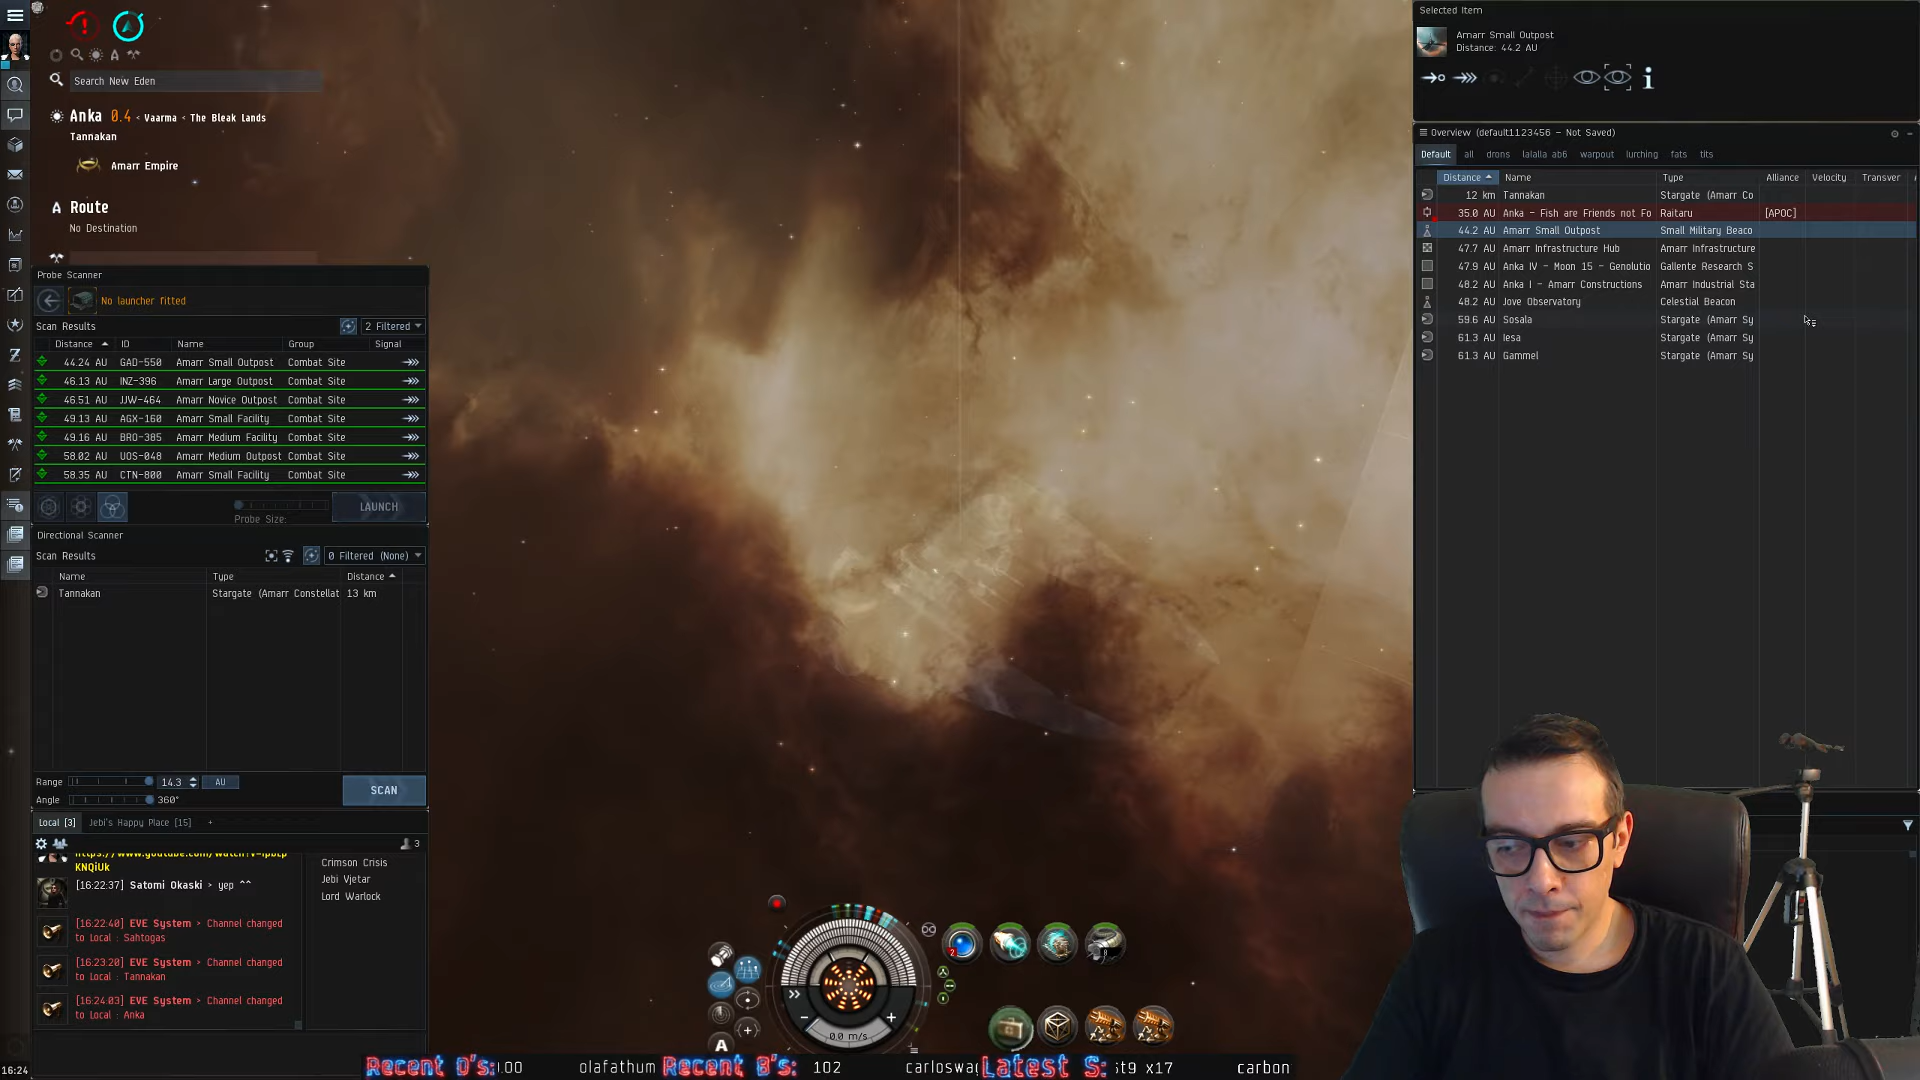 Search New Eden
Anka 0.4 < Vaarma < The Bleak Lands
Tannakan
Amarr Empire
Route
No Destination
Probe Scanner
No launcher fitted
Scan Results 2 Filtered
Distance ID Name Group Signal
44.24 AU GAD-550 Amarr Small Outpost Combat Site
46.13 AU INZ-396 Amarr Large Outpost Combat Site
46.51 AU JJW-464 Amarr Novice Outpost Combat Site
49.13 AU AGX-160 Amarr Small Facility Combat Site
49.16 AU BRO-385 Amarr Medium Facility Combat Site
58.02 AU UOS-048 Amarr Medium Outpost Combat Site
58.35 AU CTN-800 Amarr Small Facility Combat Site
Probe Size:
LAUNCH
Directional Scanner
Scan Results 0 Filtered (None)
Name Type Distance
Tannakan Stargate (Amarr Constellat 13 km
Range 14.3 AU
Angle 360°
SCAN
Local [3] Jebi's Happy Place [15] +
3
KNQiUk
[16:22:37] Satomi Okaski > yep ^^
[16:22:40] EVE System > Channel changed
to Local : Sahtogas
[16:23:20] EVE System > Channel changed
to Local : Tannakan
[16:24:03] EVE System > Channel changed
to Local : Anka
Crimson Crisis
Jebi Vjetar
Lord Warlock
16:24
Selected Item
Amarr Small Outpost
Distance: 44.2 AU
Overview (default1123456 - Not Saved)
Default all drons lalalla ab6 warpout lurching fats tits
Distance Name Type Alliance Velocity Transver
12 km Tannakan Stargate (Amarr Co
35.0 AU Anka - Fish are Friends not Fo Raitaru [APOC]
44.2 AU Amarr Small Outpost Small Military Beaco
47.7 AU Amarr Infrastructure Hub Amarr Infrastructure
47.9 AU Anka IV - Moon 15 - Genolutio Gallente Research S
48.2 AU Anka I - Amarr Constructions Amarr Industrial Sta
48.2 AU Jove Observatory Celestial Beacon
59.6 AU Sosala Stargate (Amarr Sy
61.3 AU Iesa Stargate (Amarr Sy
61.3 AU Gammel Stargate (Amarr Sy
0.0 m/s
A
2
8
Recent D's: .00 olafathum Recent B's: 102 carloswa Latest S: t9 x17 carbon